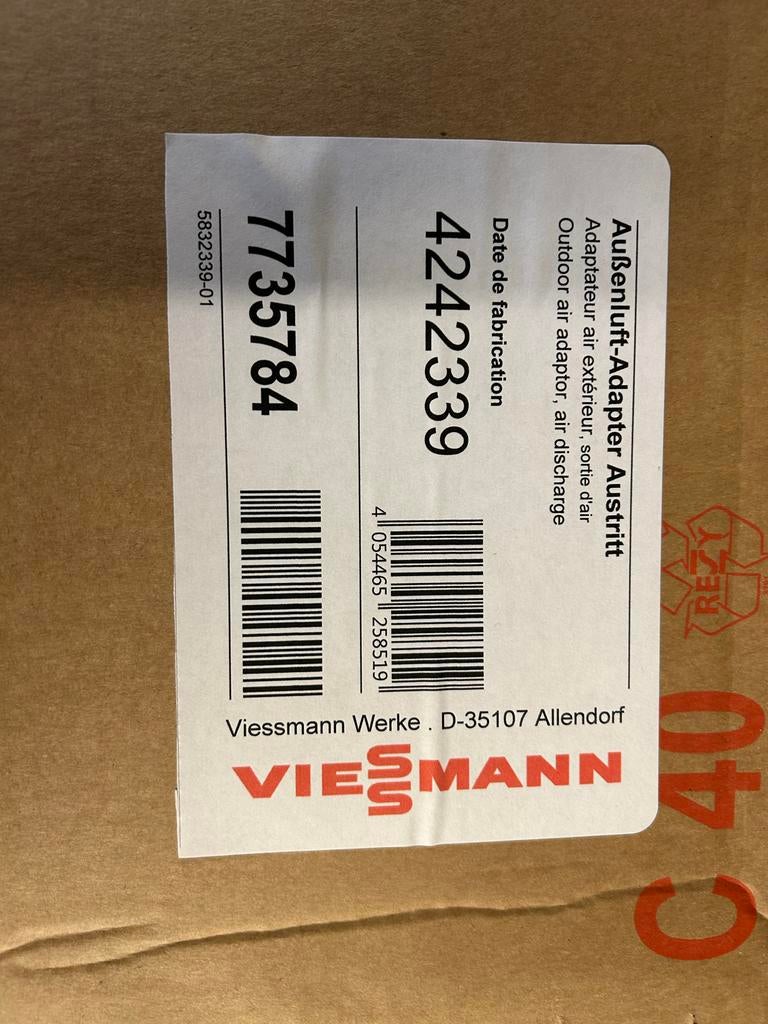 Außenluft-Adapter Austritt
Adaptateur air extérieur, sortie d'air
Outdoor air adaptor, air discharge
Date de fabrication
4242339
4 054465 258519
7735784
5832339-01
Viessmann Werke . D-35107 Allendorf
VIESSMANN
RESY
C 40